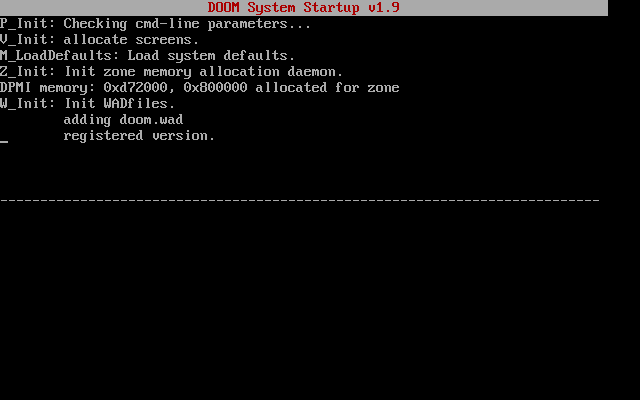 DOOM System Startup v1.9
P_Init: Checking cmd-line parameters...
V_Init: allocate screens.
M_LoadDefaults: Load system defaults.
Z_Init: Init zone memory allocation daemon.
DPMI memory: 0xd72000, 0x800000 allocated for zone
W_Init: Init WADfiles.
adding doom.wad
registered version.
---------------------------------------------------------------------------